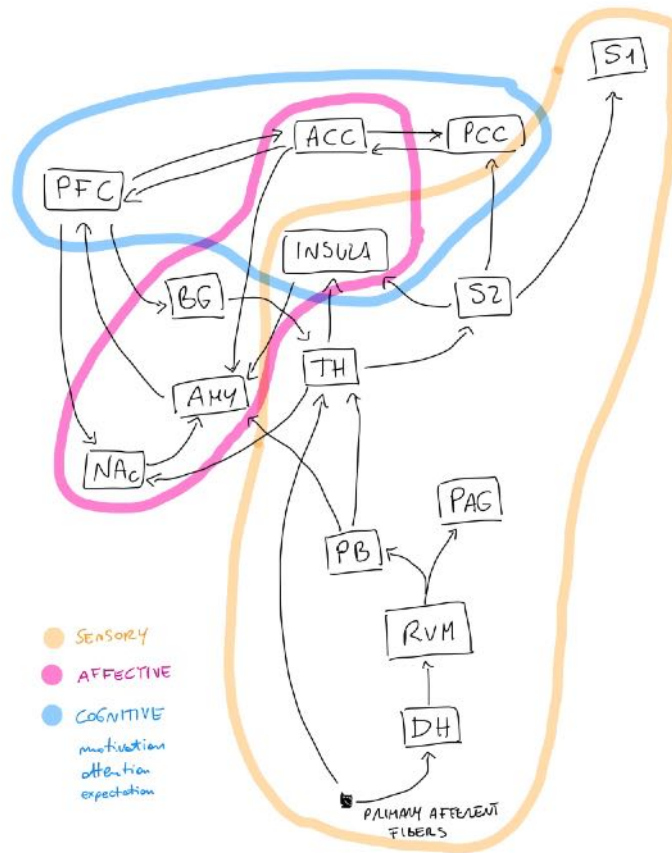 S1
ACC
PCC
PFC
INSULA
BG
S2
TH
AMY
NAc
PAG
PB
RVM
SENSORY
AFFECTIVE
COGNITIVE
motivation
attention
expectation
DH
PRIMARY AFFERENT
FIBERS